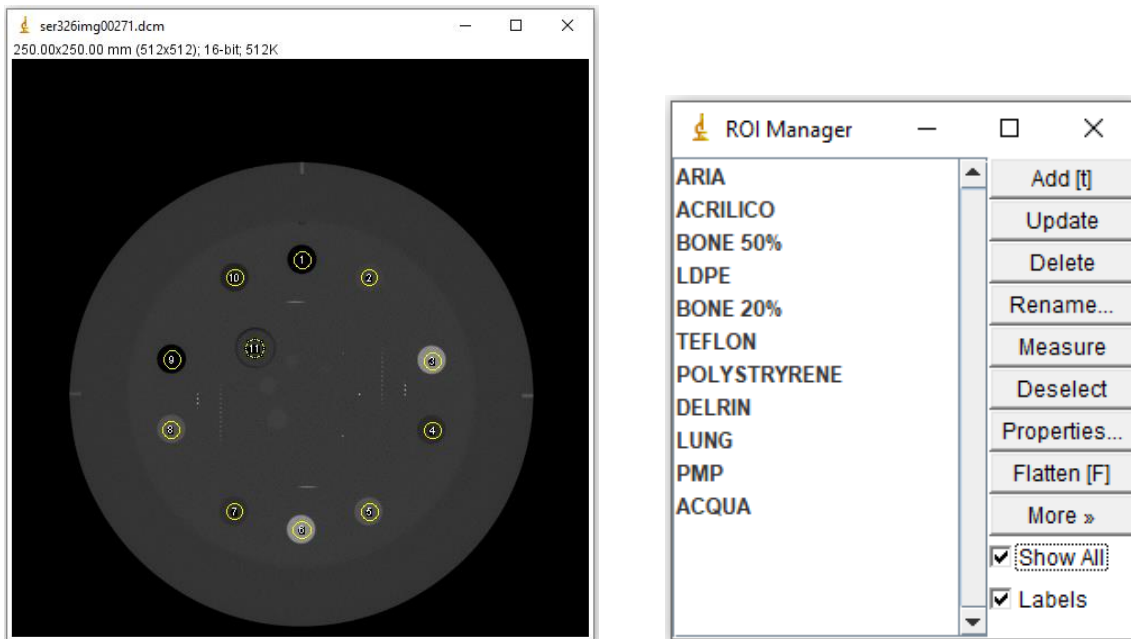 ser326img00271.dcm
250.00x250.00 mm (512x512); 16-bit; 512K
1
10
2
11
9
3
8
4
7
5
6
ROI Manager
ARIA
ACRILICO
BONE 50%
LDPE
BONE 20%
TEFLON
POLYSTRYRENE
DELRIN
LUNG
PMP
ACQUA
Add [t]
Update
Delete
Rename...
Measure
Deselect
Properties...
Flatten [F]
More »
Show All
Labels